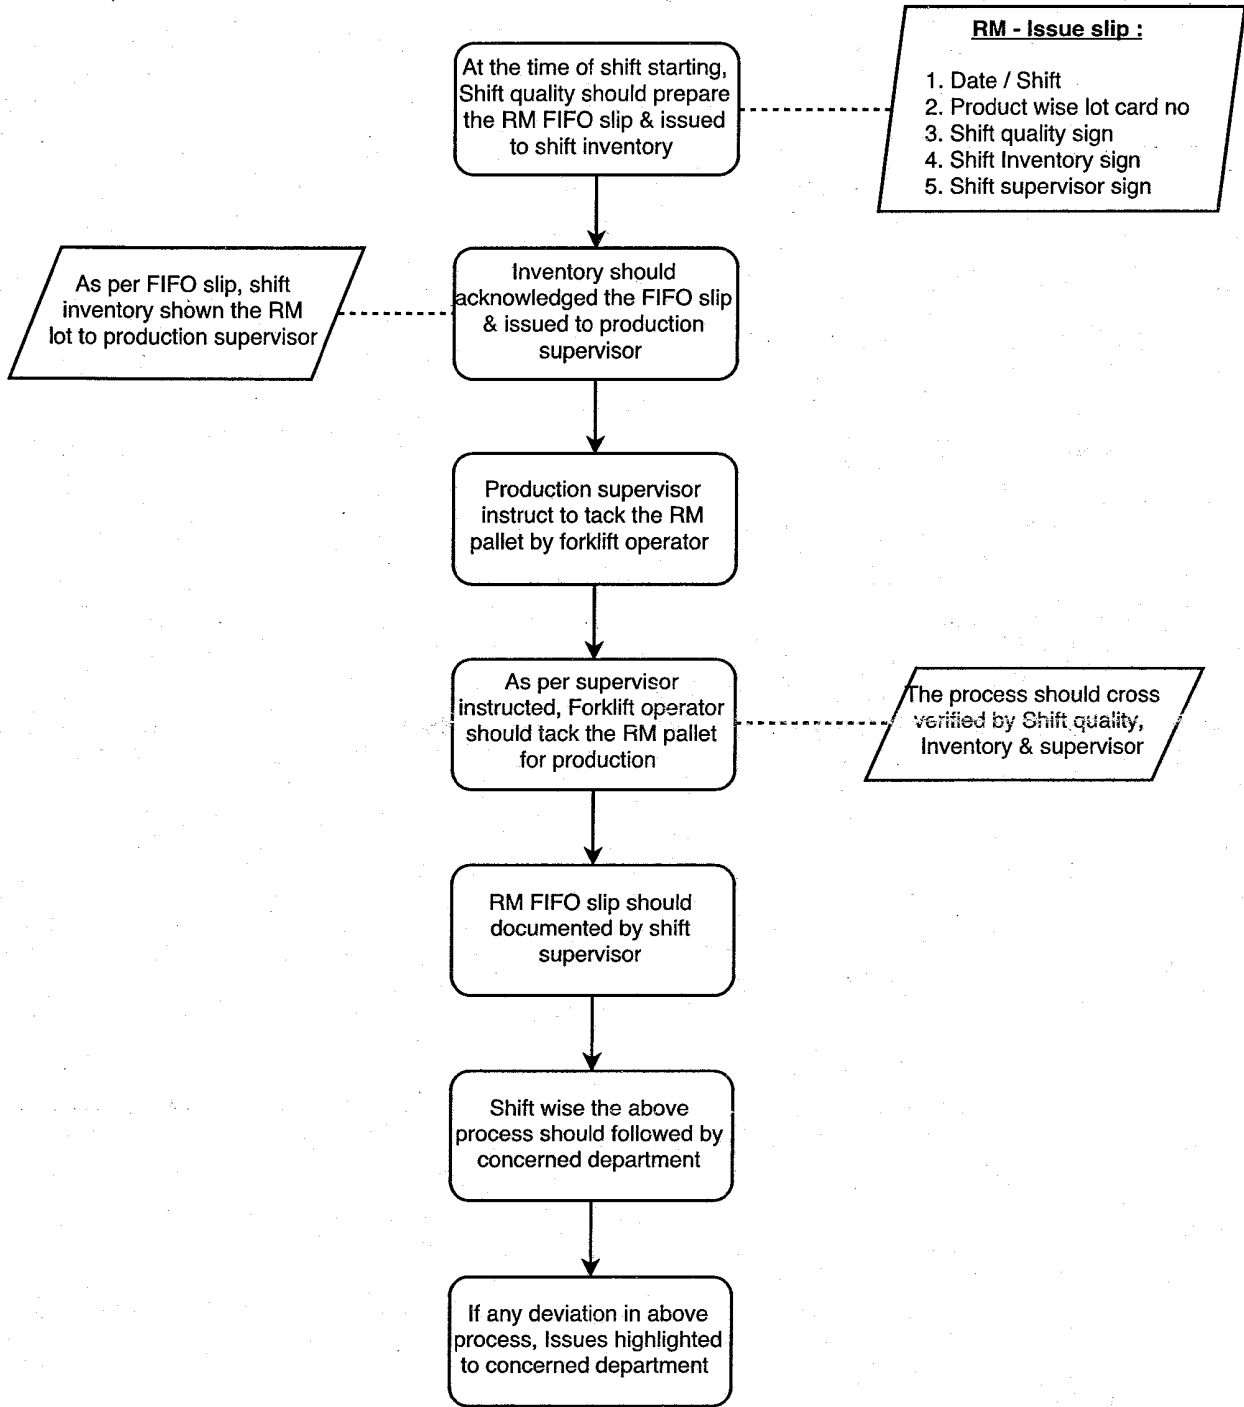 RM - Issue slip :
1. Date / Shift
2. Product wise lot card no
3. Shift quality sign
4. Shift Inventory sign
5. Shift supervisor sign
At the time of shift starting,
Shift quality should prepare
the RM FIFO slip & issued
to shift inventory
As per FIFO slip, shift
inventory shown the RM
lot to production supervisor
Inventory should
acknowledged the FIFO slip
& issued to production
supervisor
Production supervisor
instruct to tack the RM
pallet by forklift operator
As per supervisor
instructed, Forklift operator
should tack the RM pallet
for production
The process should cross
verified by Shift quality,
Inventory & supervisor
RM FIFO slip should
documented by shift
supervisor
Shift wise the above
process should followed by
concerned department
If any deviation in above
process, Issues highlighted
to concerned department